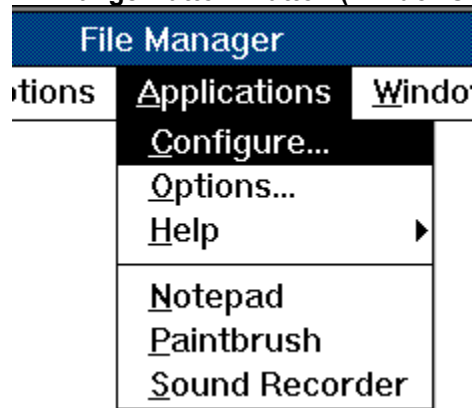 File Manager
Applications
Configure...
Options...
Help
Notepad
Paintbrush
Sound Recorder